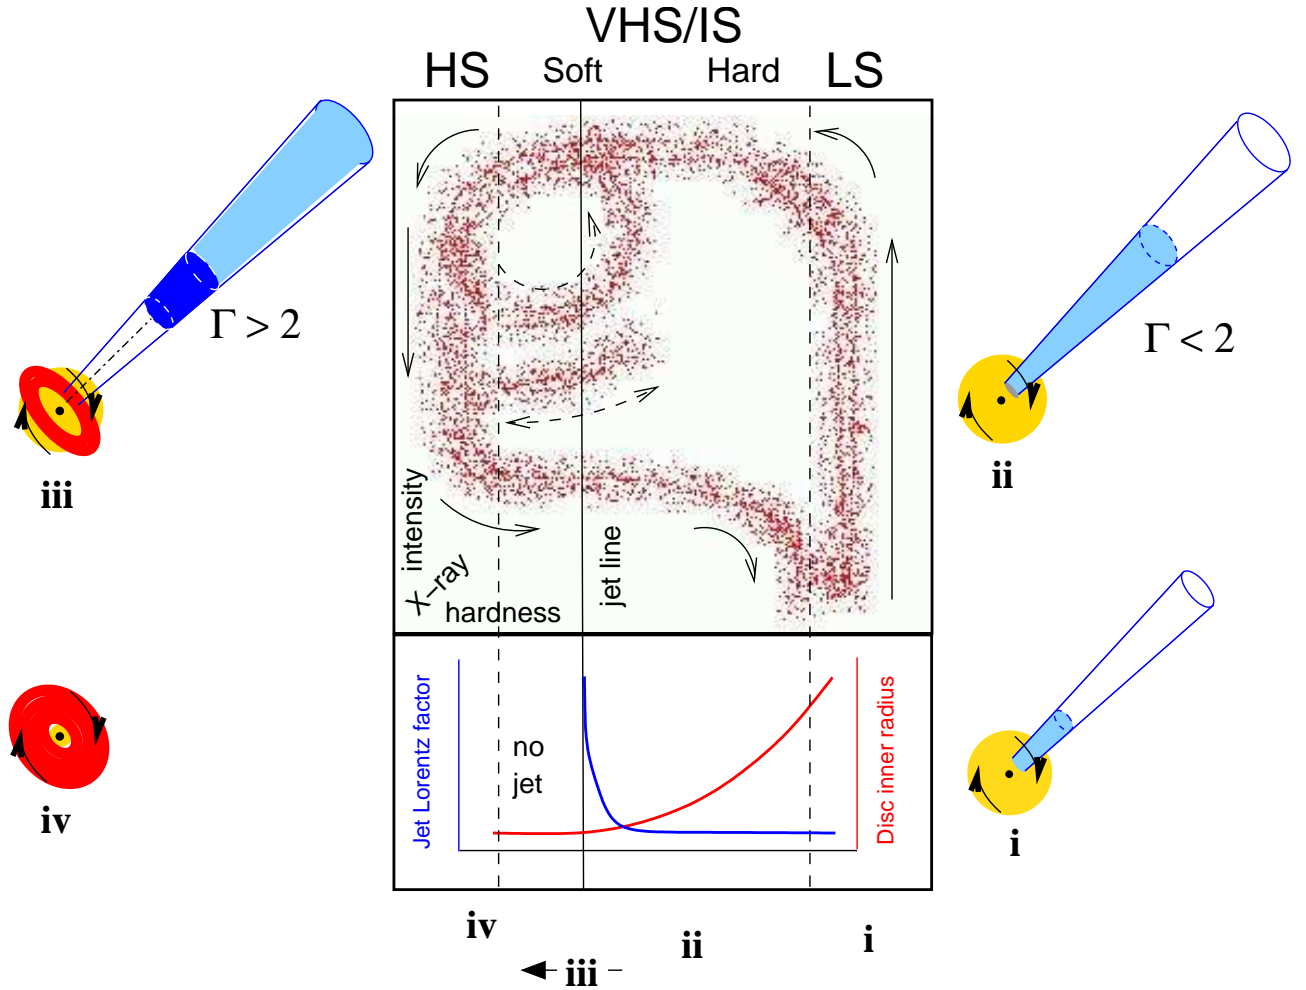 VHS/IS
HS Soft Hard LS
Γ > 2
Γ < 2
iii
ii
X-ray
intensity
hardness
jet line
Jet Lorentz factor
no
jet
Disc inner radius
iv
i
iv
ii
i
iii